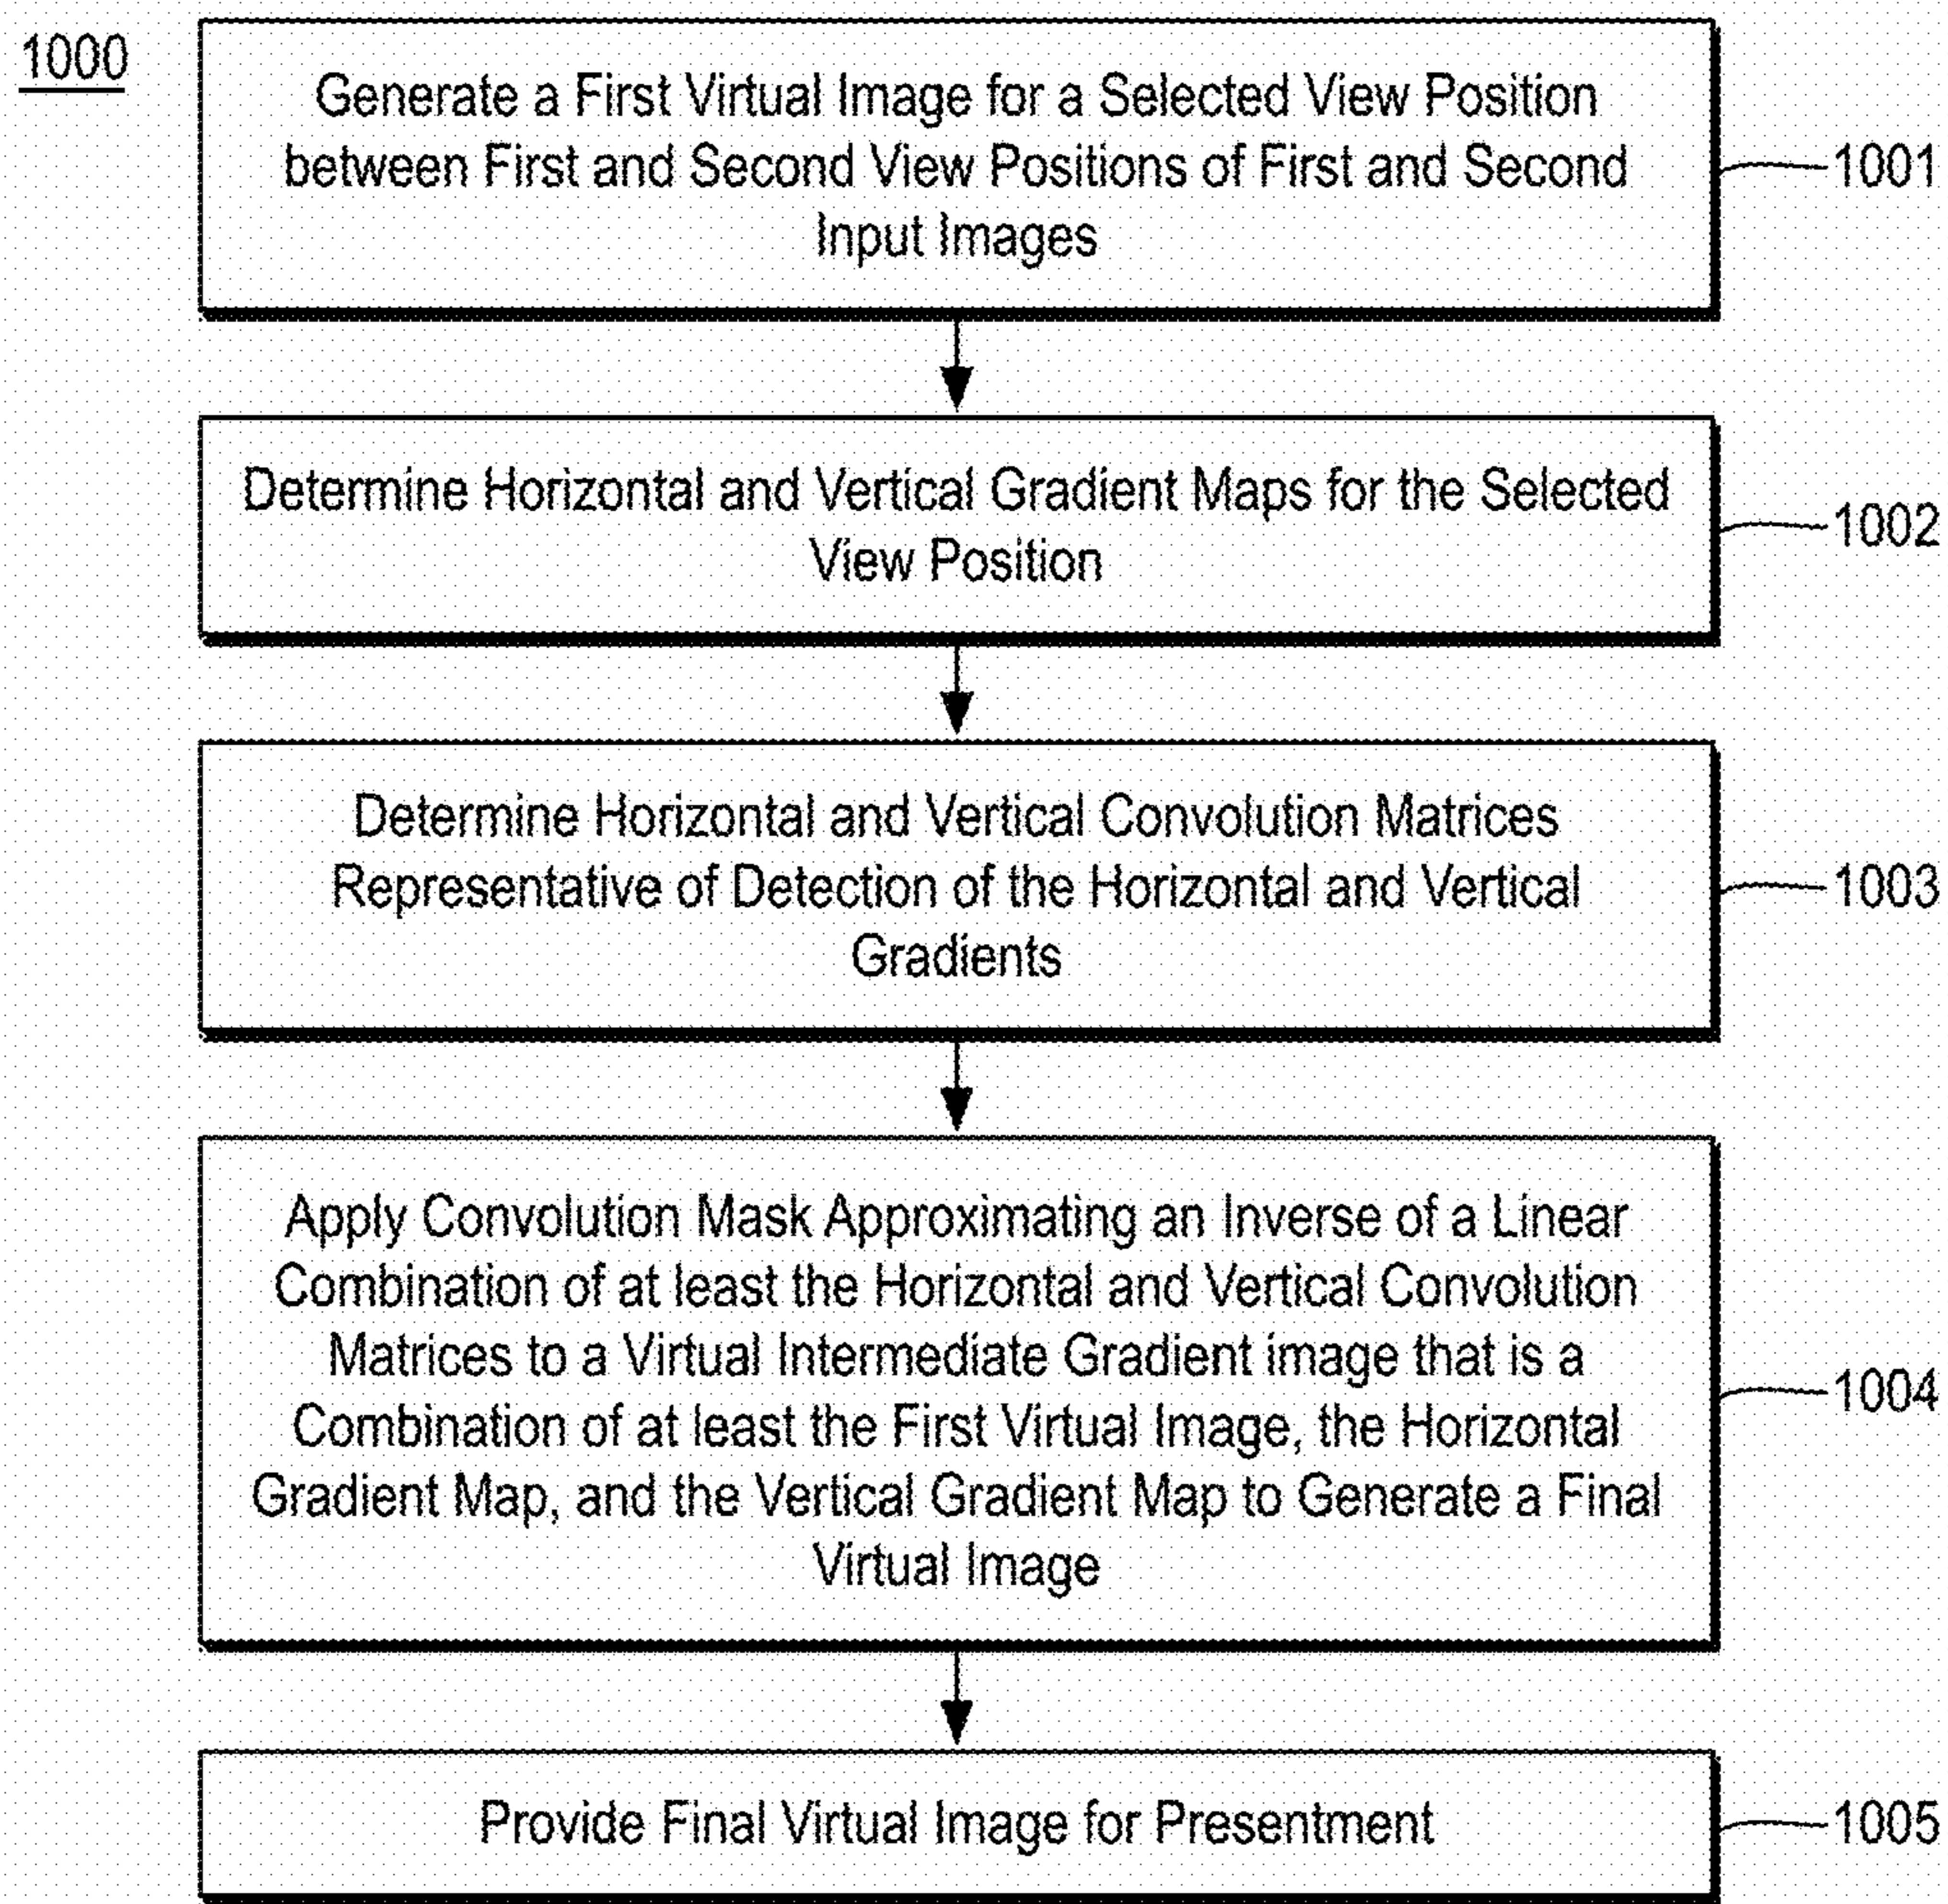 1000
Generate a First Virtual Image for a Selected View Position
between First and Second View Positions of First and Second
Input Images
1001
Determine Horizontal and Vertical Gradient Maps for the Selected
View Position
1002
Determine Horizontal and Vertical Convolution Matrices
Representative of Detection of the Horizontal and Vertical
Gradients
1003
Apply Convolution Mask Approximating an Inverse of a Linear
Combination of at least the Horizontal and Vertical Convolution
Matrices to a Virtual Intermediate Gradient image that is a
Combination of at least the First Virtual Image, the Horizontal
Gradient Map, and the Vertical Gradient Map to Generate a Final
Virtual Image
1004
Provide Final Virtual Image for Presentment
1005